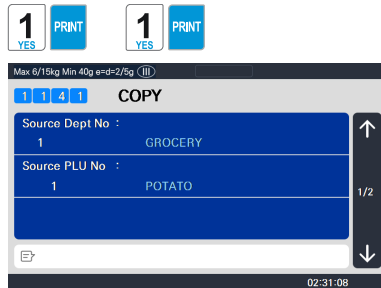 1 YES PRINT 1 YES PRINT
Max 6/15kg Min 40g e=d=2/5g III
1 1 4 1 COPY
Source Dept No :
1 GROCERY
Source PLU No :
1 POTATO
1/2
02:31:08